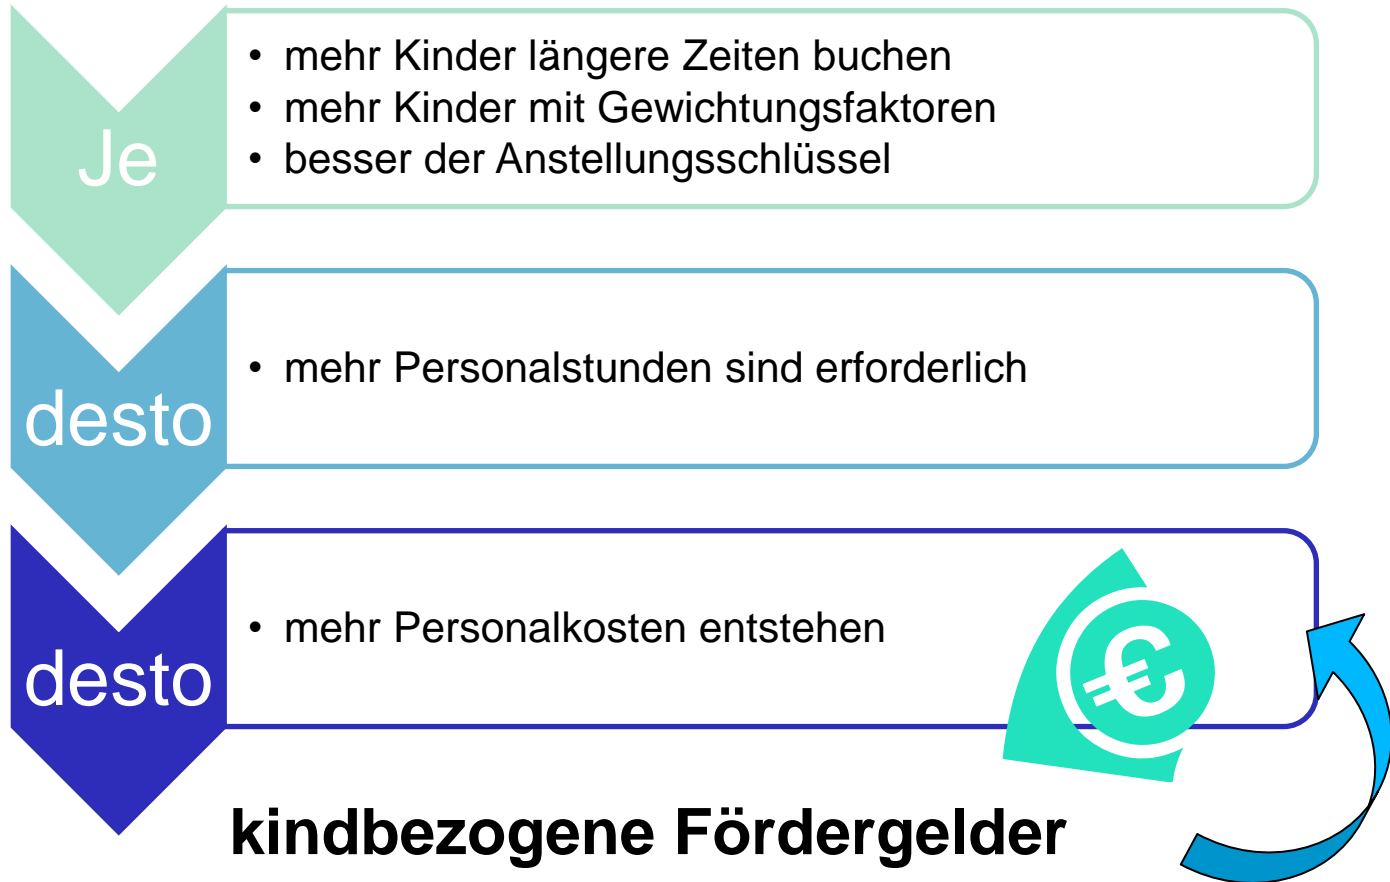 Je
• mehr Kinder längere Zeiten buchen
• mehr Kinder mit Gewichtungsfaktoren
• besser der Anstellungsschlüssel
desto
• mehr Personalstunden sind erforderlich
desto
• mehr Personalkosten entstehen
€
kindbezogene Fördergelder